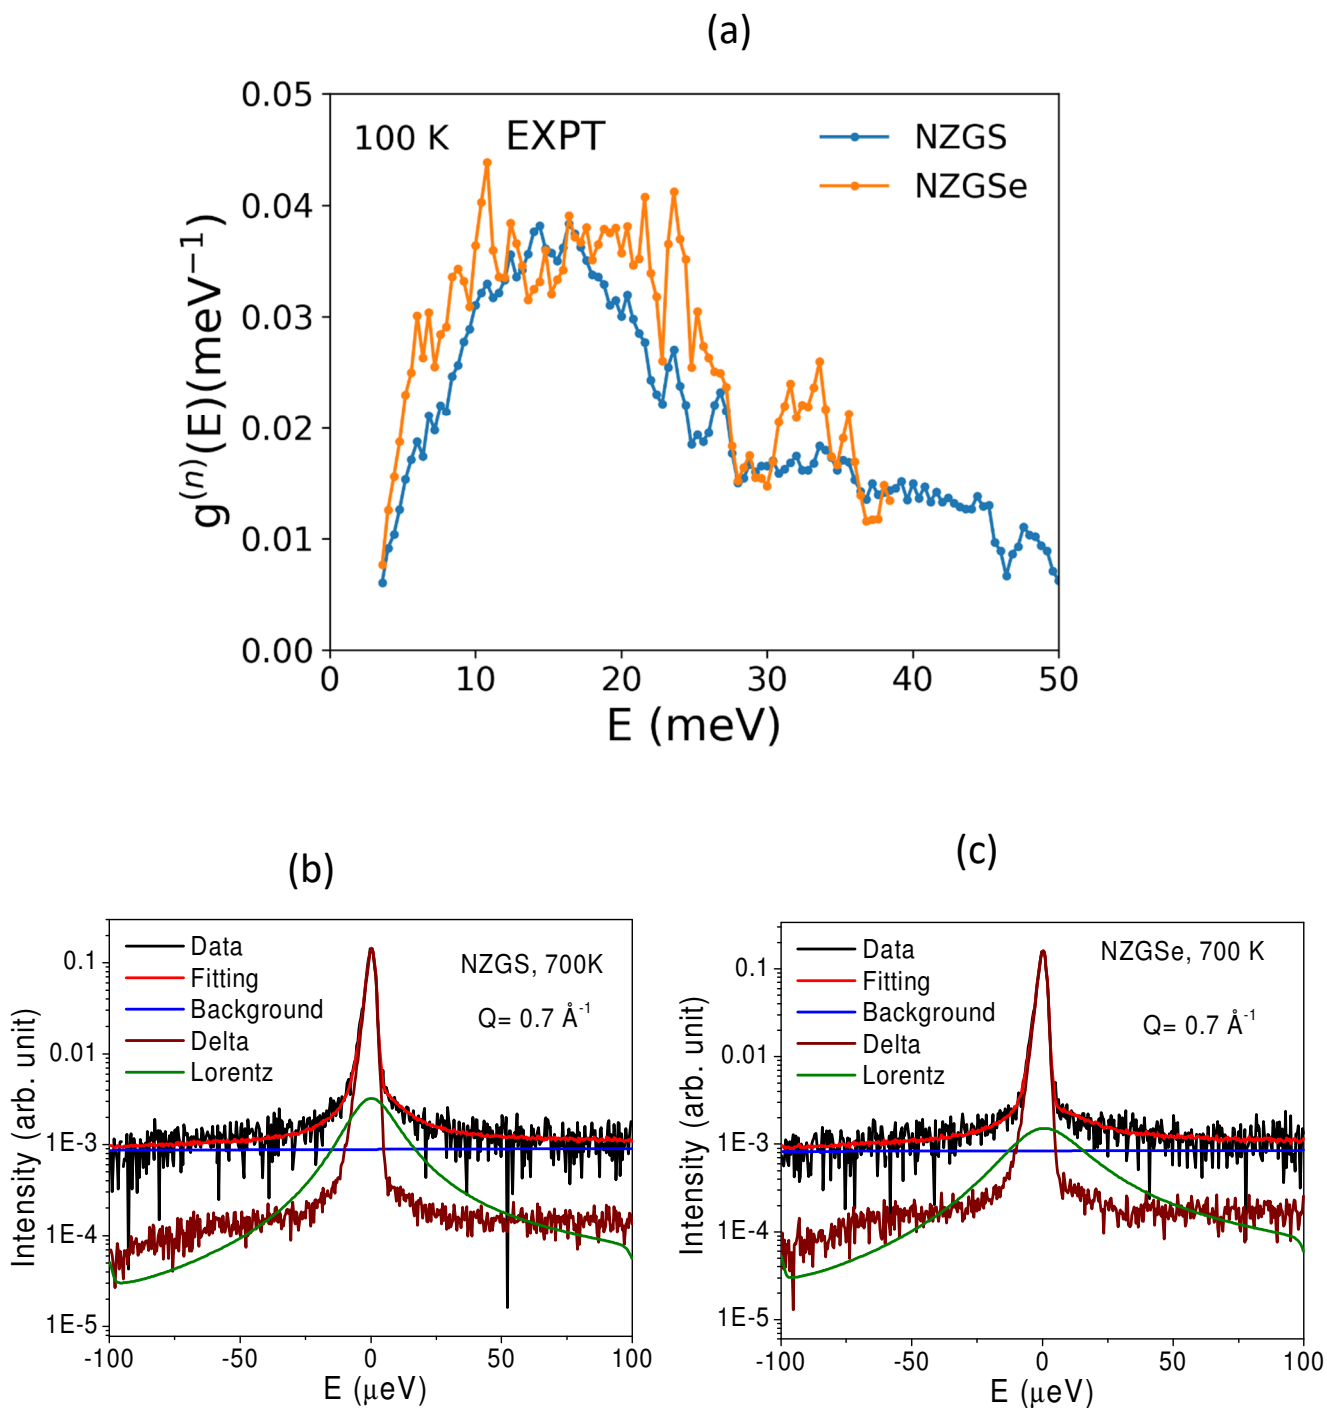 (a)
0.05
0.04
0.03
0.02
0.01
0.00
g⁽ⁿ⁾(E)(meV⁻¹)
100 K EXPT
NZGS
NZGSe
0 10 20 30 40 50
E (meV)
(b)
0.1
0.01
1E-3
1E-4
1E-5
Intensity (arb. unit)
Data
Fitting
Background
Delta
Lorentz
NZGS, 700K
Q= 0.7 Å⁻¹
-100 -50 0 50 100
E (μeV)
(c)
0.1
0.01
1E-3
1E-4
1E-5
Intensity (arb. unit)
Data
Fitting
Background
Delta
Lorentz
NZGSe, 700 K
Q= 0.7 Å⁻¹
-100 -50 0 50 100
E (μeV)